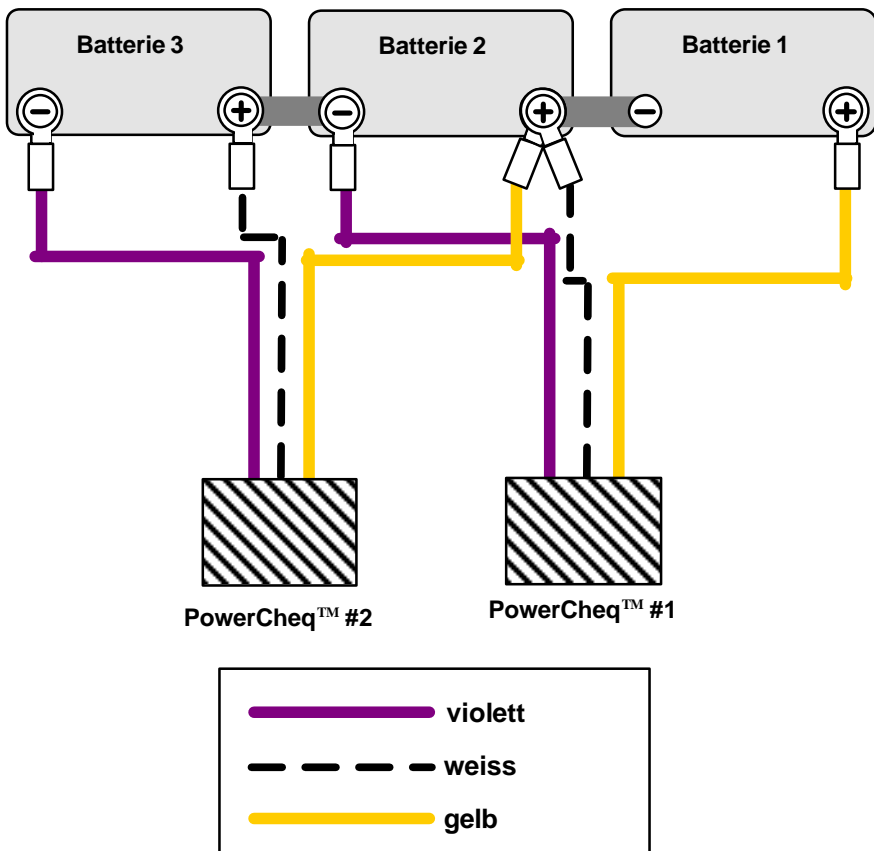 Batterie 3
Batterie 2
Batterie 1
− + − + − +
PowerCheq™ #2
PowerCheq™ #1
violett
weiss
gelb